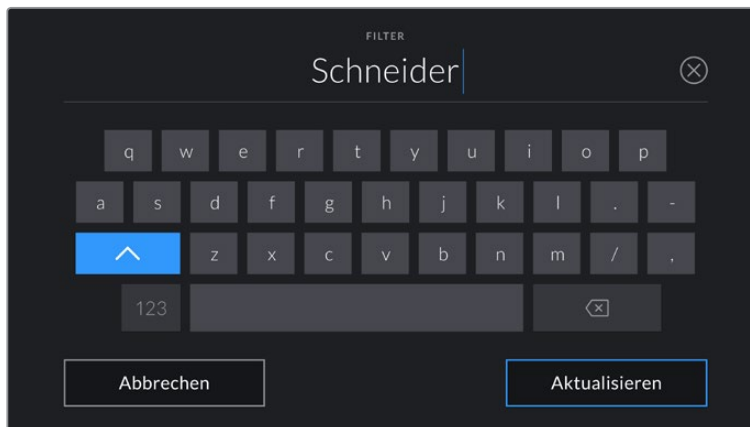 FILTER
Schneider
q w e r t y u i o p
a s d f g h j k l . -
z x c v b n m / ,
123
Abbrechen Aktualisieren